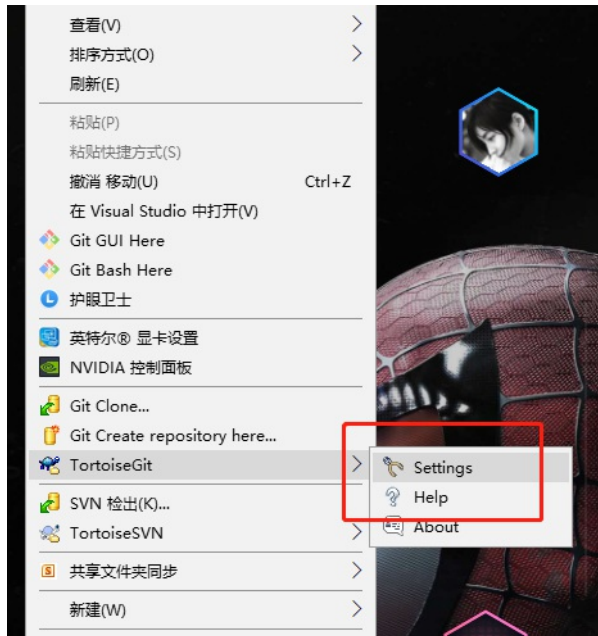 查看(V)
排序方式(O)
刷新(E)
粘贴(P)
粘贴快捷方式(S)
撤消 移动(U) Ctrl+Z
在 Visual Studio 中打开(V)
Git GUI Here
Git Bash Here
护眼卫士
英特尔® 显卡设置
NVIDIA 控制面板
Git Clone...
Git Create repository here...
TortoiseGit
Settings
Help
About
SVN 检出(K)...
TortoiseSVN
共享文件夹同步
新建(W)